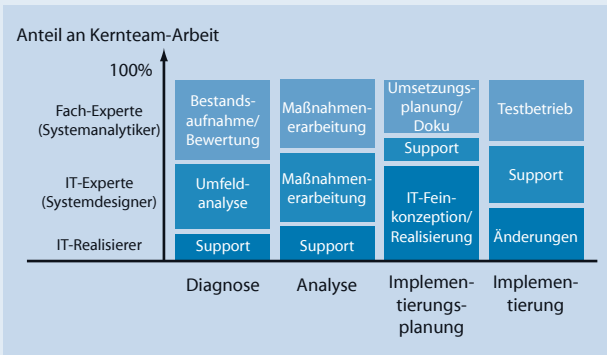 Anteil an Kernteam-Arbeit
100%
Fach-Experte
(Systemanalytiker)
IT-Experte
(Systemdesigner)
IT-Realisierer
Bestands-
aufnahme/
Bewertung
Umfeld-
analyse
Support
Maßnahmen-
erarbeitung
Maßnahmen-
erarbeitung
Support
Umsetzungs-
planung/
Doku
Support
IT-Fein-
konzeption/
Realisierung
Testbetrieb
Support
Änderungen
Diagnose
Analyse
Implemen-
tierungs-
planung
Implemen-
tierung